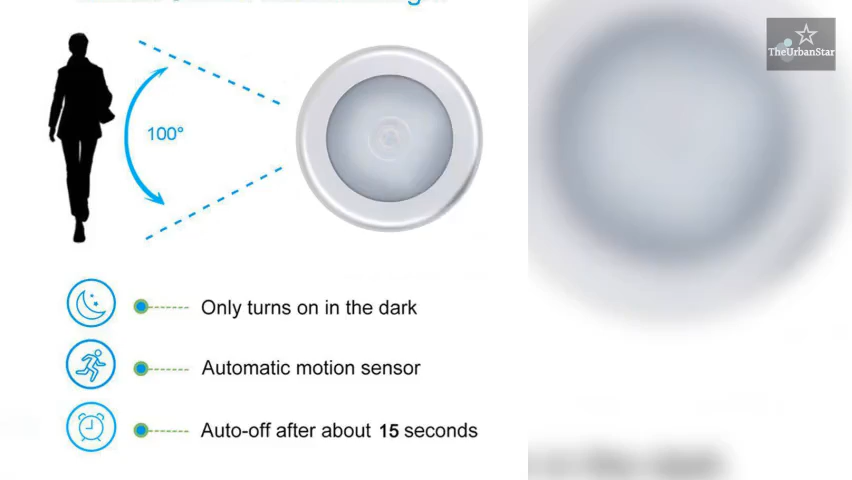 TheUrbanStar
100°
Only turns on in the dark
Automatic motion sensor
Auto-off after about 15 seconds